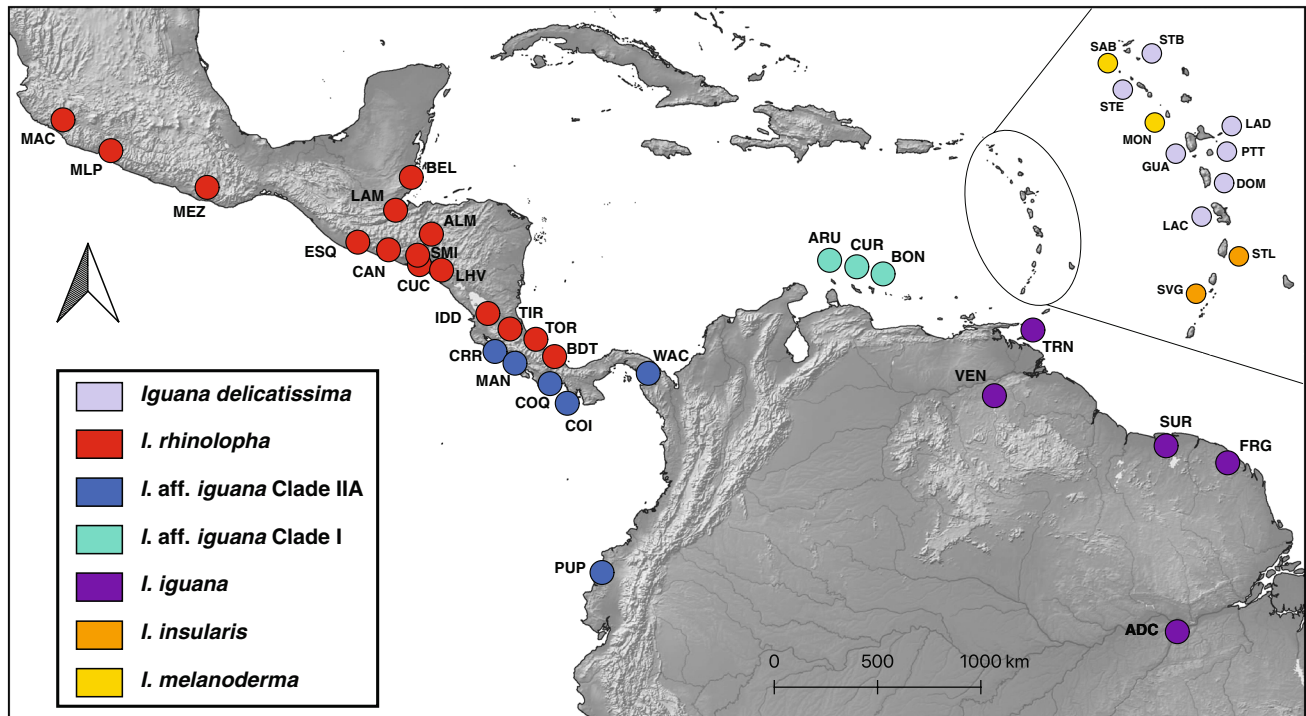 SAB
STB
STE
MON
LAD
GUA
PTT
DOM
LAC
STL
SVG
MAC
MLP
MEZ
BEL
LAM
ALM
ESQ
SMI
CAN
LHV
CUC
IDD
TIR
TOR
CRR
BDT
MAN
WAC
COQ
COI
ARU
CUR
BON
TRN
VEN
SUR
FRG
PUP
ADC
Iguana delicatissima
I. rhinolopha
I. aff. iguana Clade IIA
I. aff. iguana Clade I
I. iguana
I. insularis
I. melanoderma
0 500 1000 km